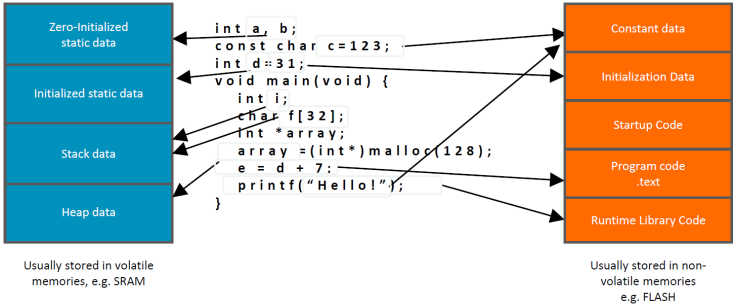 Zero-Initialized
static data
Initialized static data
Stack data
Heap data
Usually stored in volatile
memories, e.g. SRAM
int a, b;
const char c=123;
int d=31;
void main(void) {
int i;
char f[32];
int *array;
array =(int*)malloc(128);
e = d + 7:
printf(“Hello!”);
}
Constant data
Initialization Data
Startup Code
Program code
.text
Runtime Library Code
Usually stored in non-
volatile memories
e.g. FLASH